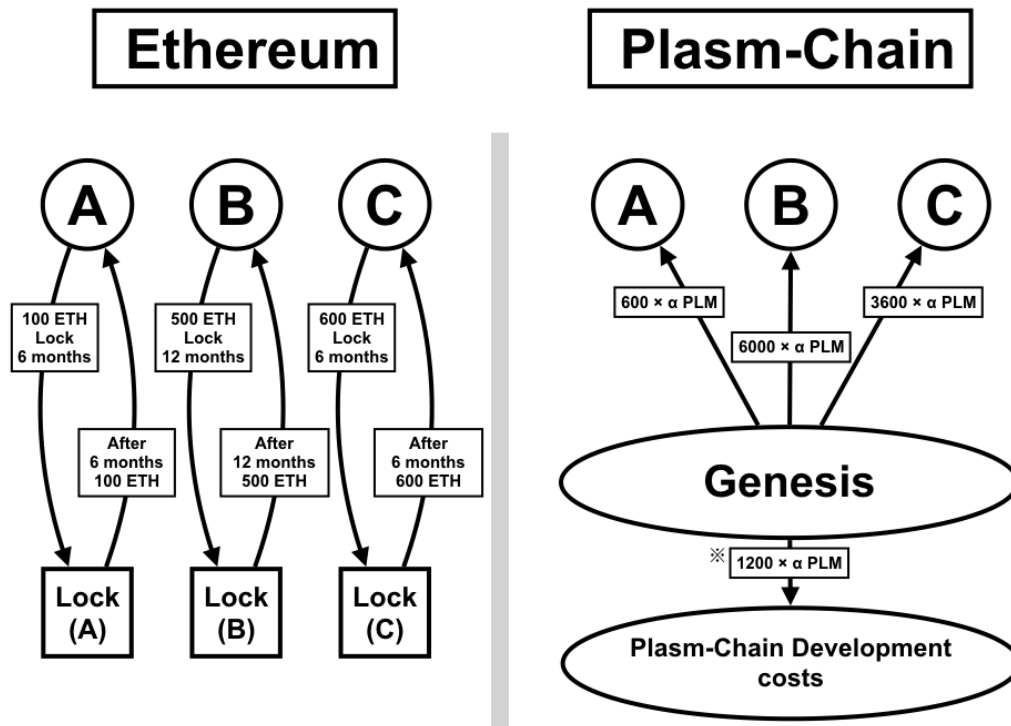 Ethereum
Plasm-Chain
A
B
C
100 ETH
Lock
6 months
500 ETH
Lock
12 months
600 ETH
Lock
6 months
After
6 months
100 ETH
After
12 months
500 ETH
After
6 months
600 ETH
Lock
(A)
Lock
(B)
Lock
(C)
A
B
C
600 × α PLM
6000 × α PLM
3600 × α PLM
Genesis
※ 1200 × α PLM
Plasm-Chain Development
costs